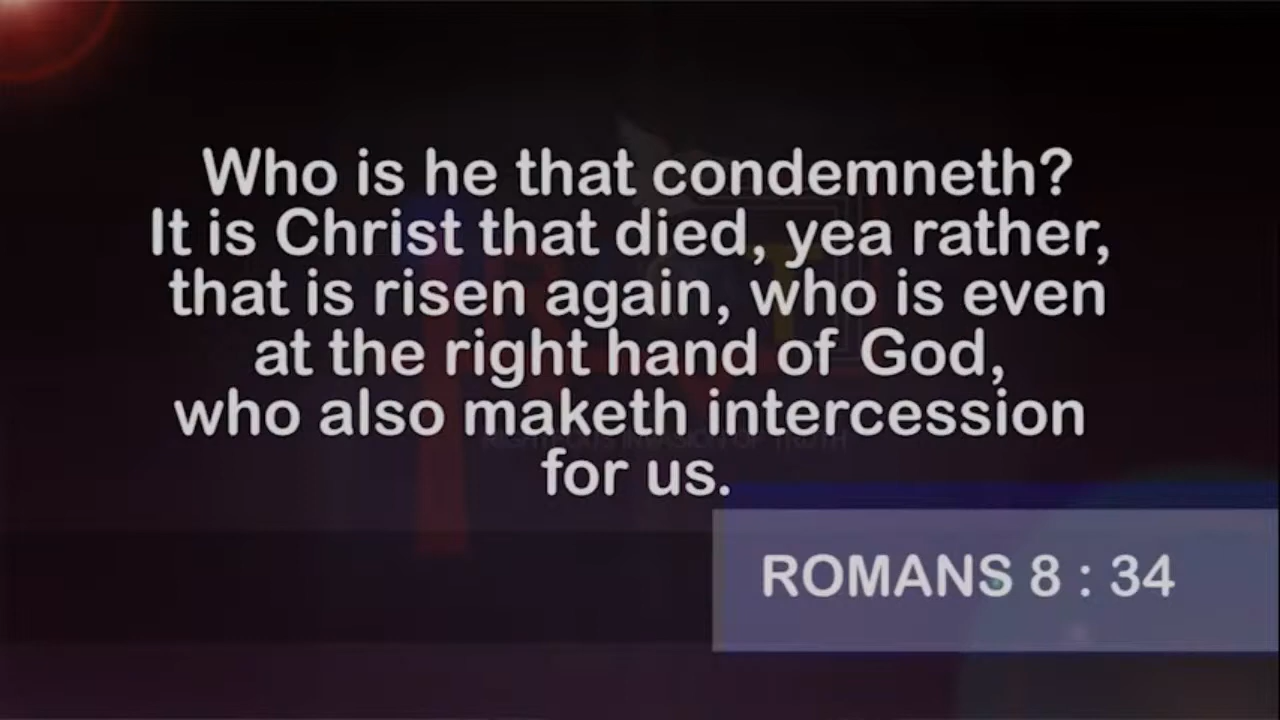 Who is he that condemneth?
It is Christ that died, yea rather,
that is risen again, who is even
at the right hand of God,
who also maketh intercession
for us.
ROMANS 8 : 34